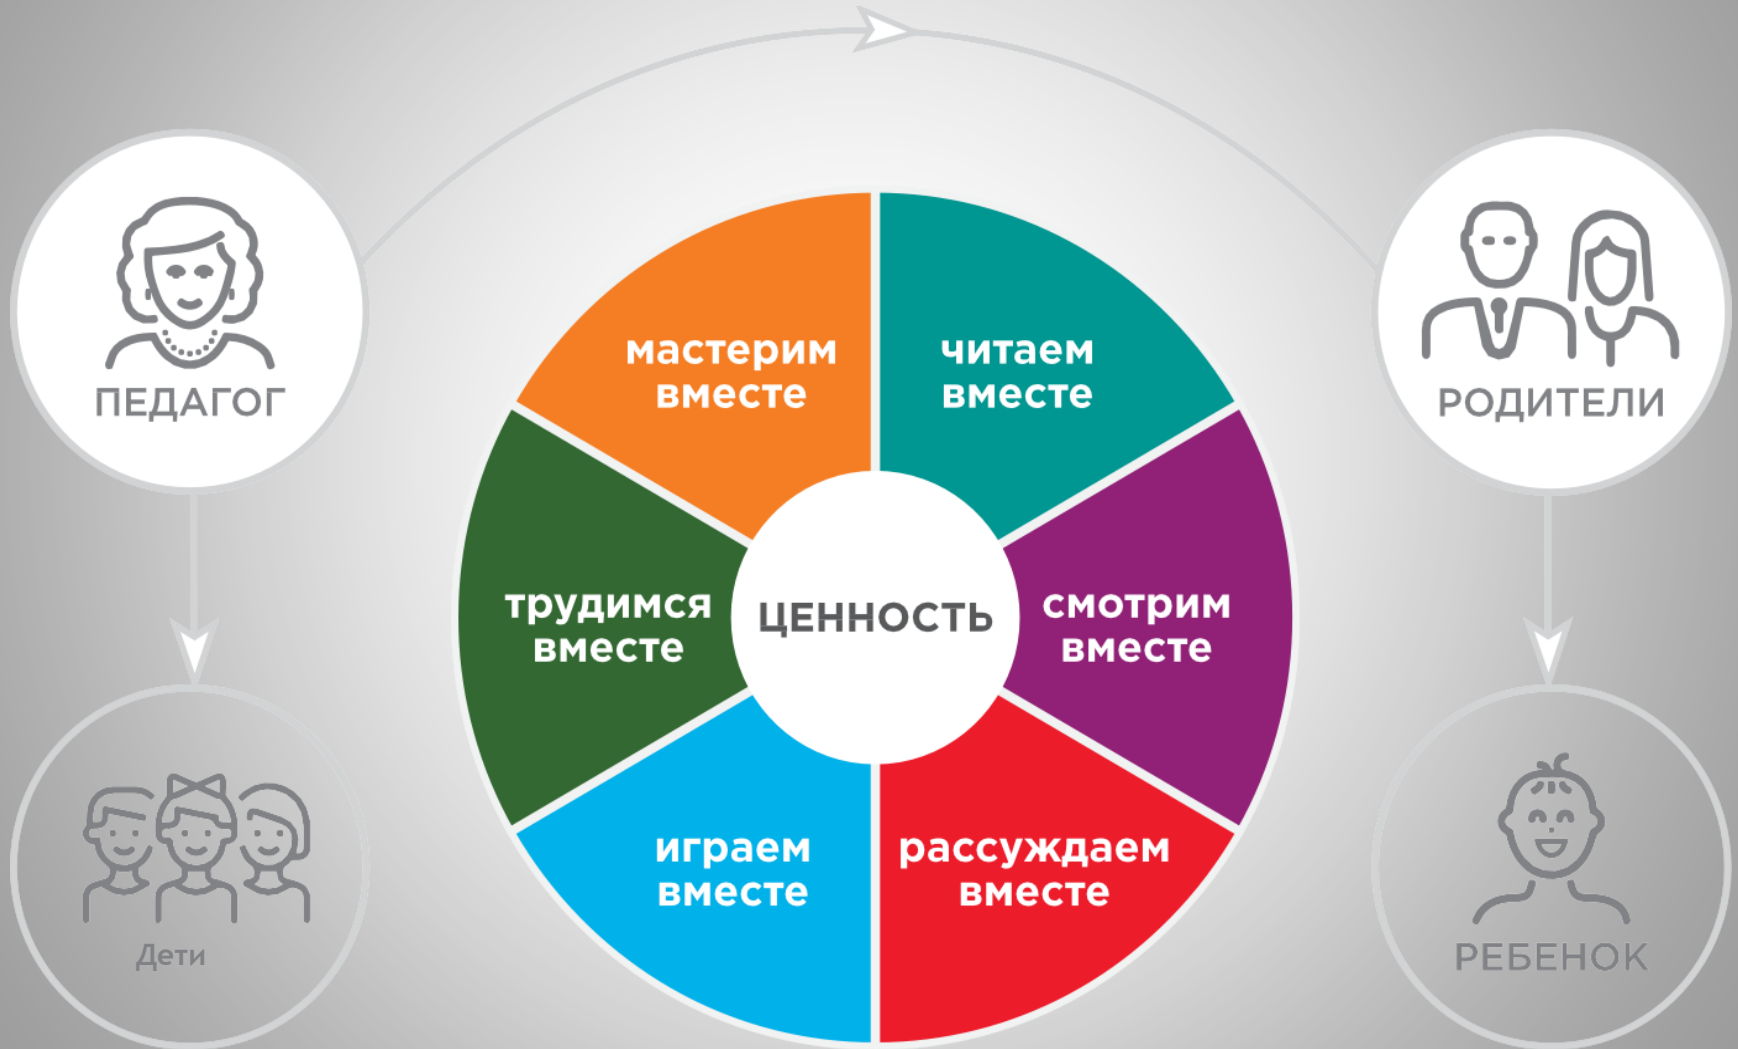 ПЕДАГОГ
РОДИТЕЛИ
мастерим
вместе
читаем
вместе
трудимся
вместе
ЦЕННОСТЬ
смотрим
вместе
играем
вместе
рассуждаем
вместе
Дети
РЕБЕНОК